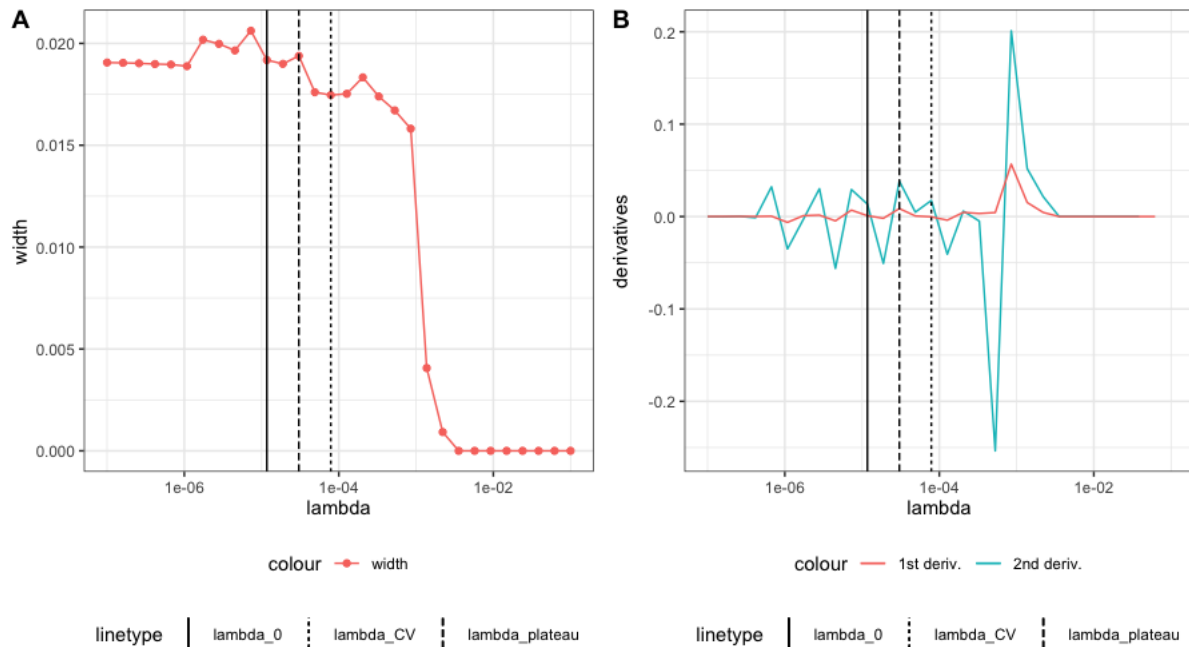 A
B
0.020
0.015
0.010
0.005
0.000
width
1e-06 1e-04 1e-02
lambda
0.2
0.1
0.0
-0.1
-0.2
derivatives
1e-06 1e-04 1e-02
lambda
colour width
colour 1st deriv. 2nd deriv.
linetype lambda_0 lambda_CV lambda_plateau
linetype lambda_0 lambda_CV lambda_plateau